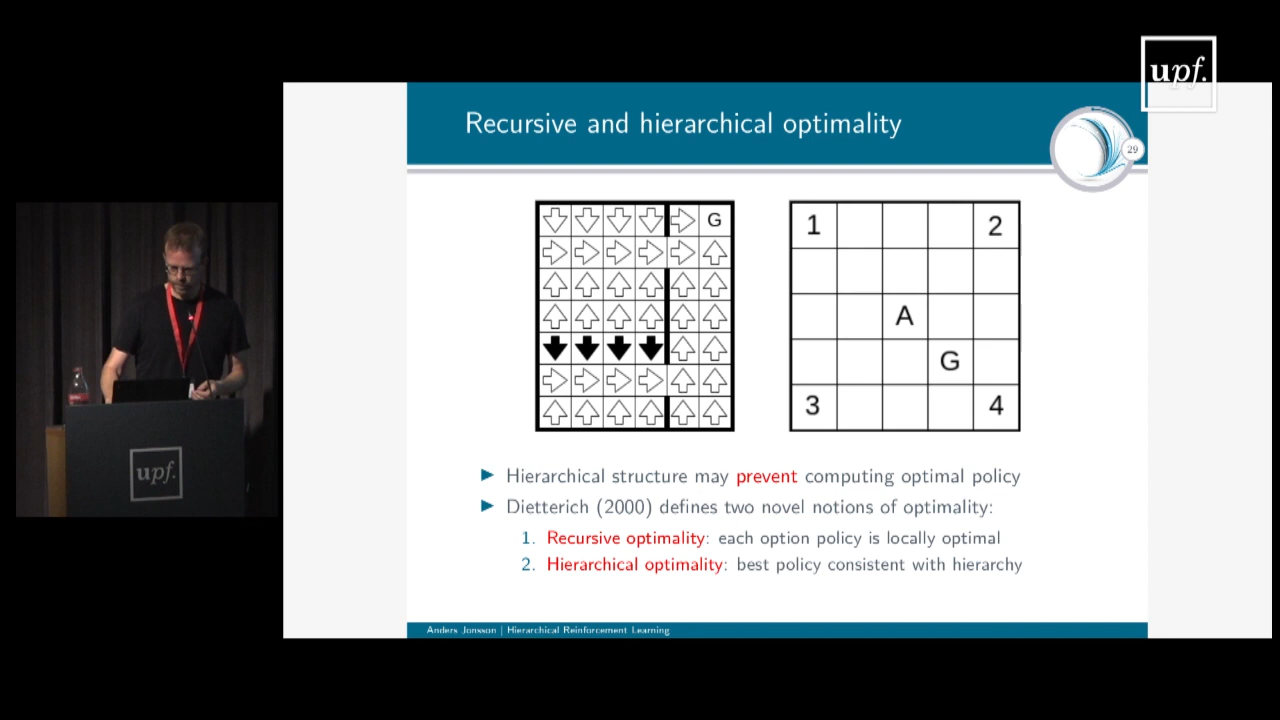 upf.
Recursive and hierarchical optimality
29
G
1 2
A
G
3 4
Hierarchical structure may prevent computing optimal policy
Dietterich (2000) defines two novel notions of optimality:
1. Recursive optimality: each option policy is locally optimal
2. Hierarchical optimality: best policy consistent with hierarchy
Anders Jonsson | Hierarchical Reinforcement Learning
upf.